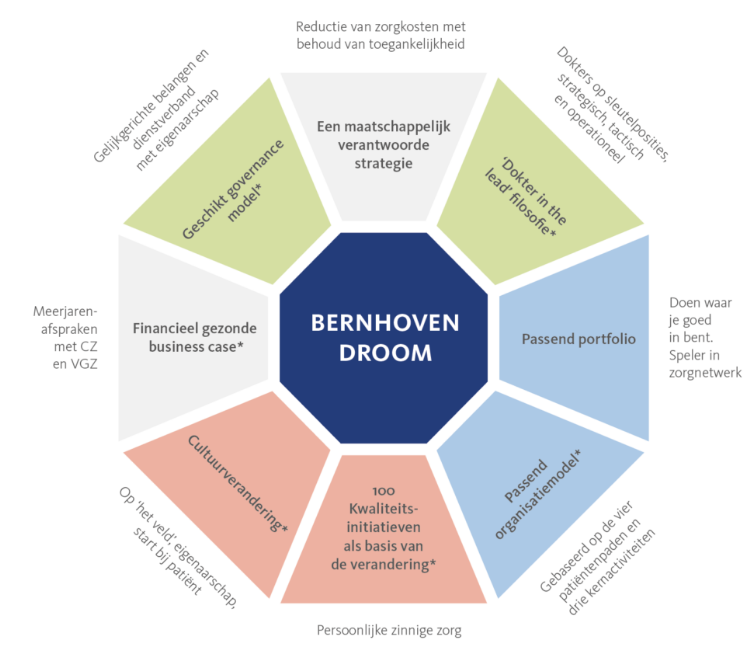 Reductie van zorgkosten met
behoud van toegankelijkheid
Een maatschappelijk
verantwoorde
strategie
Dokters op sleutelposities,
strategisch, tactisch
en operationeel
'Dokter in the
lead' filosofie*
Doen waar
je goed
in bent.
Speler in
zorgnetwerk
Passend portfolio
Gebaseerd op de vier
patiëntenpaden en
drie kernactiviteiten
Passend
organisatiemodel*
100
Kwaliteits-
initiatieven
als basis van
de verandering*
Persoonlijke zinnige zorg
Cultuurverandering*
Op 'het veld', eigenaarschap,
start bij patiënt
Financieel gezonde
business case*
Meerjaren-
afspraken
met CZ
en VGZ
Geschikt governance
model*
Gelijkgerichte belangen en
dienstverband
met eigenaarschap
BERNHOVEN
DROOM